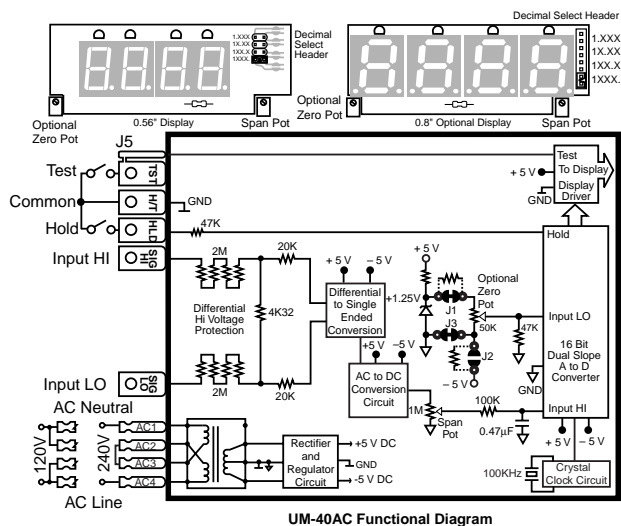 Decimal Select Header
1.XXX
1X.XX
1XX.X
1XXX.
Decimal
Select
Header
1.XXX
1X.XX
1XX.X
1XXX.
Optional
Zero Pot
0.56" Display
Span Pot
Optional
Zero Pot
0.8" Optional Display
Span Pot
J5
Test
TST
Common
H/T
GND
Hold
HLD
47K
Input HI
SIG
HI
2M
20K
Differential
Hi Voltage
Protection
4K32
Input LO
SIG
LO
2M
20K
+ 5 V
– 5 V
Differential
to Single
Ended
Conversion
+5 V
–5 V
AC to DC
Conversion
Circuit
+ 5 V
+1.25V
J1
J3
J2
Optional
Zero
Pot
50K
47K
– 5 V
1M
Span
Pot
100K
0.47µF
Test
To Display
Display
Driver
+ 5 V
GND
Hold
Input LO
16 Bit
Dual Slope
A to D
Converter
GND
Input HI
+ 5 V
– 5 V
100KHz
Crystal
Clock Circuit
AC Neutral
120V
240V
AC1
AC2
AC3
AC4
AC Line
Rectifier
and
Regulator
Circuit
+5 V DC
GND
-5 V DC
UM-40AC Functional Diagram